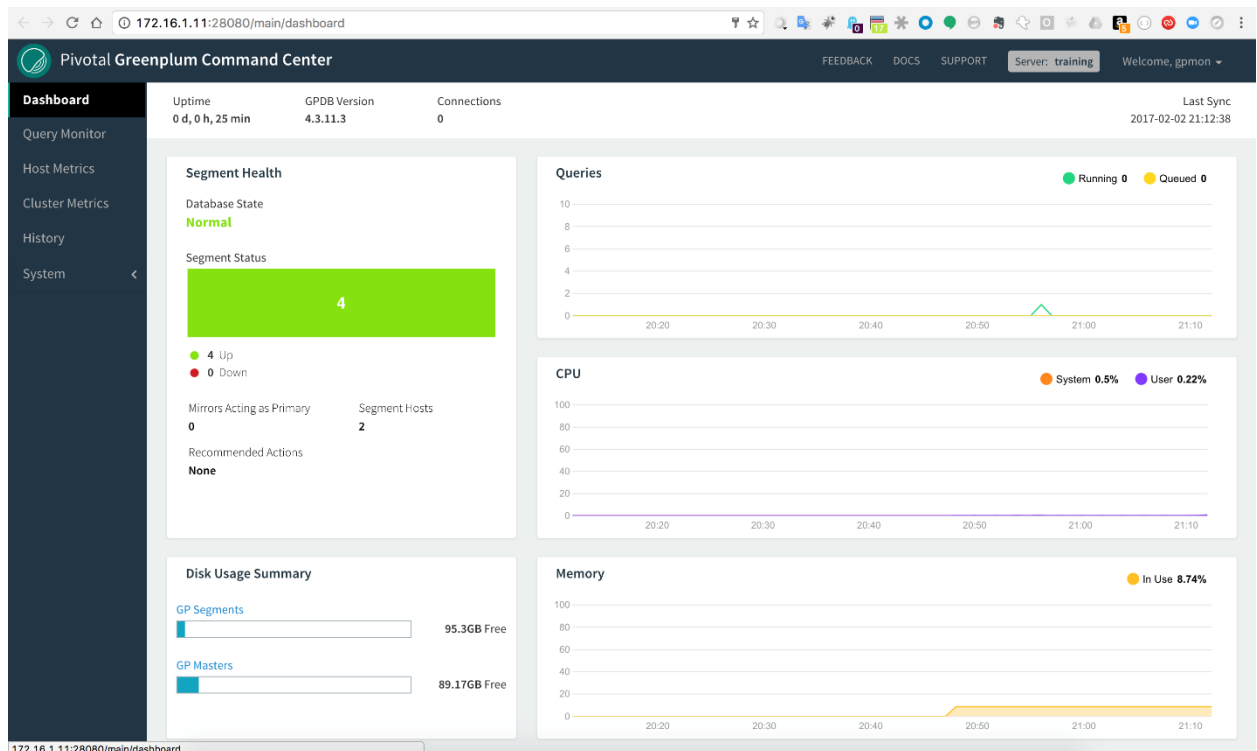 172.16.1.11:28080/main/dashboard
0
17
5
Pivotal Greenplum Command Center
FEEDBACK DOCS SUPPORT Server: training Welcome, gpmon
Dashboard
Query Monitor
Host Metrics
Cluster Metrics
History
System
Uptime GPDB Version Connections Last Sync
0 d, 0 h, 25 min 4.3.11.3 0 2017-02-02 21:12:38
Segment Health
Database State
Normal
Segment Status
4
4 Up
0 Down
Mirrors Acting as Primary Segment Hosts
0 2
Recommended Actions
None
Queries
Running 0 Queued 0
10
8
6
4
2
0
20:20 20:30 20:40 20:50 21:00 21:10
CPU
System 0.5% User 0.22%
100
80
60
40
20
0
20:20 20:30 20:40 20:50 21:00 21:10
Disk Usage Summary
GP Segments
95.3GB Free
GP Masters
89.17GB Free
Memory
In Use 8.74%
100
80
60
40
20
0
20:20 20:30 20:40 20:50 21:00 21:10
172.16.1.11:28080/main/dashboard